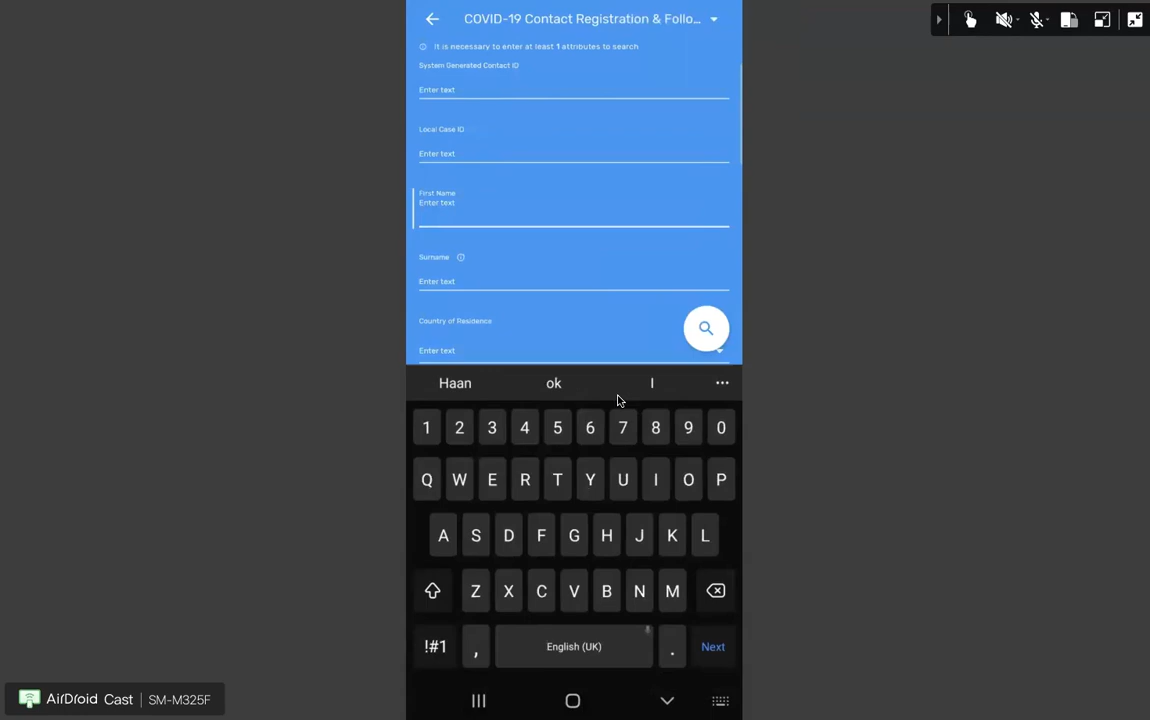 COVID-19 Contact Registration & Follo...
It is necessary to enter at least 1 attributes to search
System Generated Contact ID
Enter text
Local Case ID
Enter text
First Name
Enter text
Surname
Enter text
Country of Residence
Enter text
Haan ok I ...
1 2 3 4 5 6 7 8 9 0
Q W E R T Y U I O P
A S D F G H J K L
Z X C V B N M
!#1 , English (UK) . Next
AirDroid Cast | SM-M325F